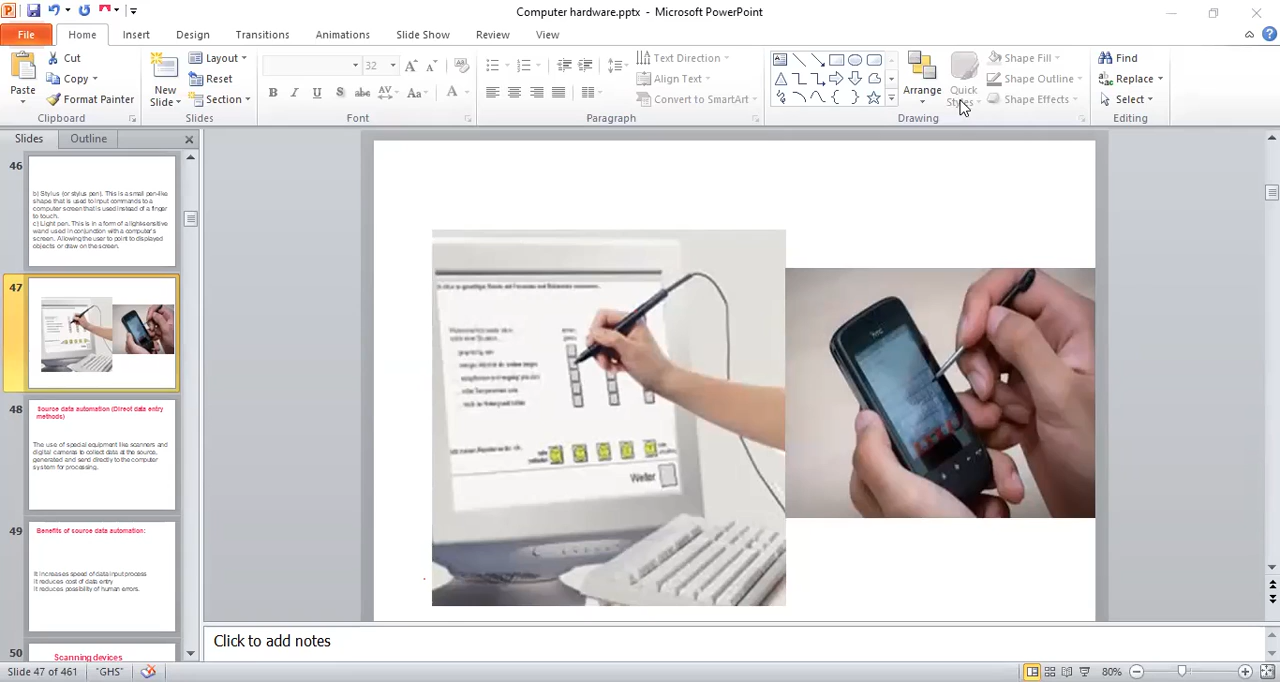 Computer hardware.pptx - Microsoft PowerPoint
File Home Insert Design Transitions Animations Slide Show Review View
Cut
Copy
Format Painter
Paste
Clipboard
New
Slide
Layout
Reset
Section
Slides
32
B I U S abc AV Aa A
Font
Text Direction
Align Text
Convert to SmartArt
Paragraph
Arrange
Quick
Styles
Shape Fill
Shape Outline
Shape Effects
Drawing
Find
Replace
Select
Editing
Slides Outline
46
b) Stylus (or stylus pen). This is a small pen-like
shape that is used to input commands to a
computer screen that is used instead of a finger
to touch.
c) Light pen. This is in a form of a light-sensitive
wand used in conjunction with a computer's
screen. Allowing the user to point to displayed
objects or draw on the screen.
47
48
Source data automation (Direct data entry
methods)
The use of special equipment like scanners and
digital cameras to collect data at the source,
generated and send directly to the computer
system for processing.
49
Benefits of source data automation:
It increases speed of data input process
It reduces cost of data entry
It reduces possibility of human errors.
50
Scanning devices
Weiter
htc
Click to add notes
Slide 47 of 461 "GHS" 80%